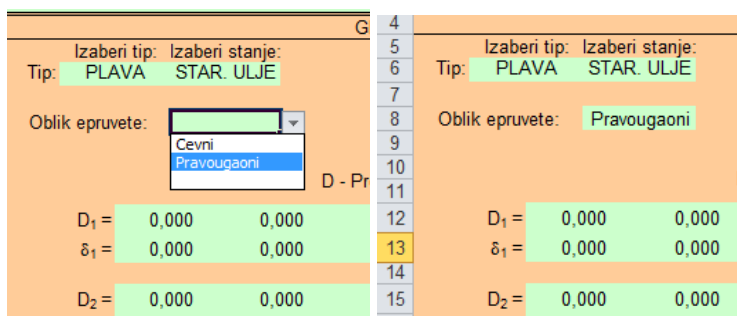 G
Izaberi tip: Izaberi stanje:
Tip: PLAVA STAR. ULJE
Oblik epruvete:
Cevni
Pravougaoni
D - Pr
D₁ = 0,000 0,000
δ₁ = 0,000 0,000
D₂ = 0,000 0,000
4
5 Izaberi tip: Izaberi stanje:
6 Tip: PLAVA STAR. ULJE
7
8 Oblik epruvete: Pravougaoni
9
10
11
12 D₁ = 0,000 0,000
13 δ₁ = 0,000 0,000
14
15 D₂ = 0,000 0,000